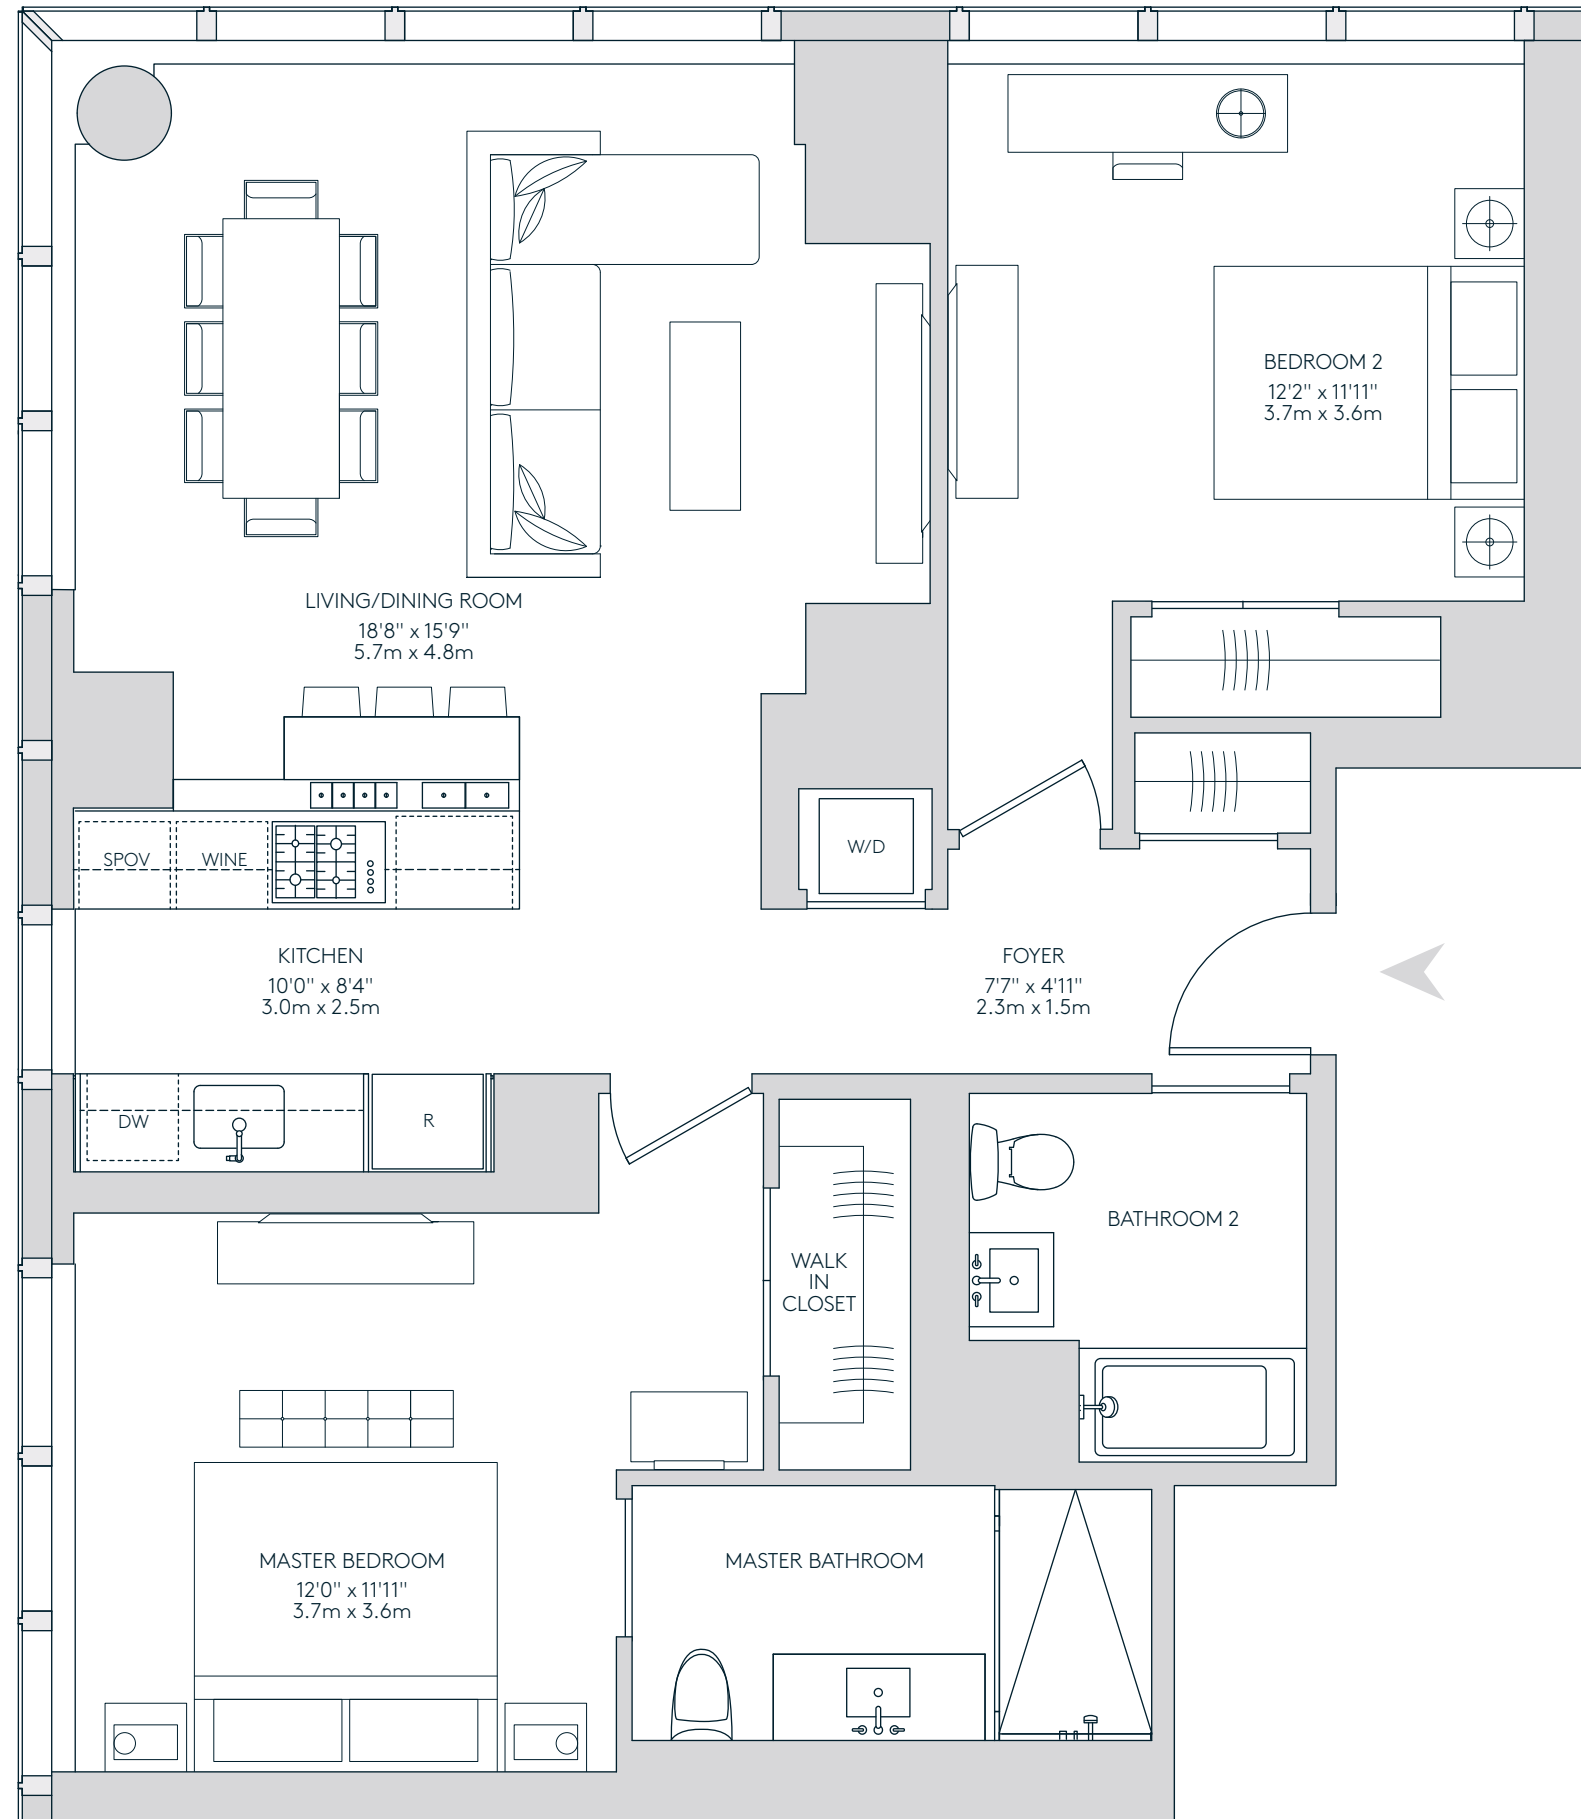 BEDROOM 2
12'2" x 11'11"
3.7m x 3.6m
LIVING/DINING ROOM
18'8" x 15'9"
5.7m x 4.8m
SPOV
WINE
W/D
KITCHEN
10'0" x 8'4"
3.0m x 2.5m
FOYER
7'7" x 4'11"
2.3m x 1.5m
DW
R
BATHROOM 2
WALK
IN
CLOSET
MASTER BEDROOM
12'0" x 11'11"
3.7m x 3.6m
MASTER BATHROOM